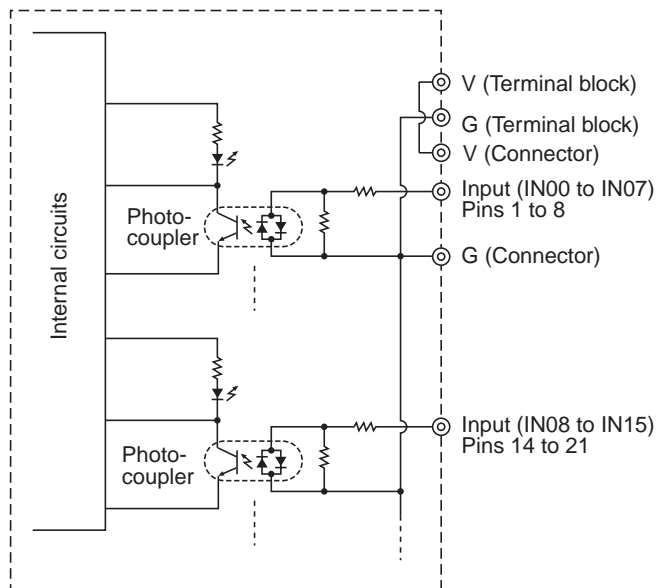 V (Terminal block)
G (Terminal block)
V (Connector)
Input (IN00 to IN07)
Pins 1 to 8
Photo-
coupler
G (Connector)
Internal circuits
Input (IN08 to IN15)
Pins 14 to 21
Photo-
coupler